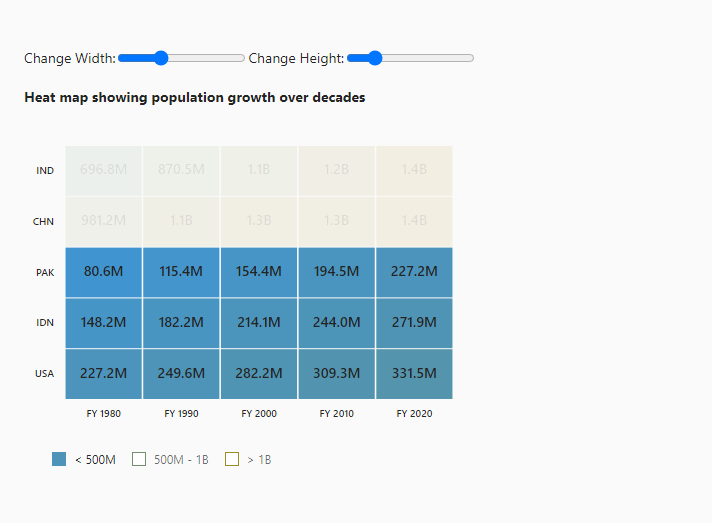 Change Width: Change Height:
Heat map showing population growth over decades
IND 696.8M 870.5M 1.1B 1.2B 1.4B
CHN 981.2M 1.1B 1.3B 1.3B 1.4B
PAK 80.6M 115.4M 154.4M 194.5M 227.2M
IDN 148.2M 182.2M 214.1M 244.0M 271.9M
USA 227.2M 249.6M 282.2M 309.3M 331.5M
FY 1980 FY 1990 FY 2000 FY 2010 FY 2020
< 500M 500M - 1B > 1B